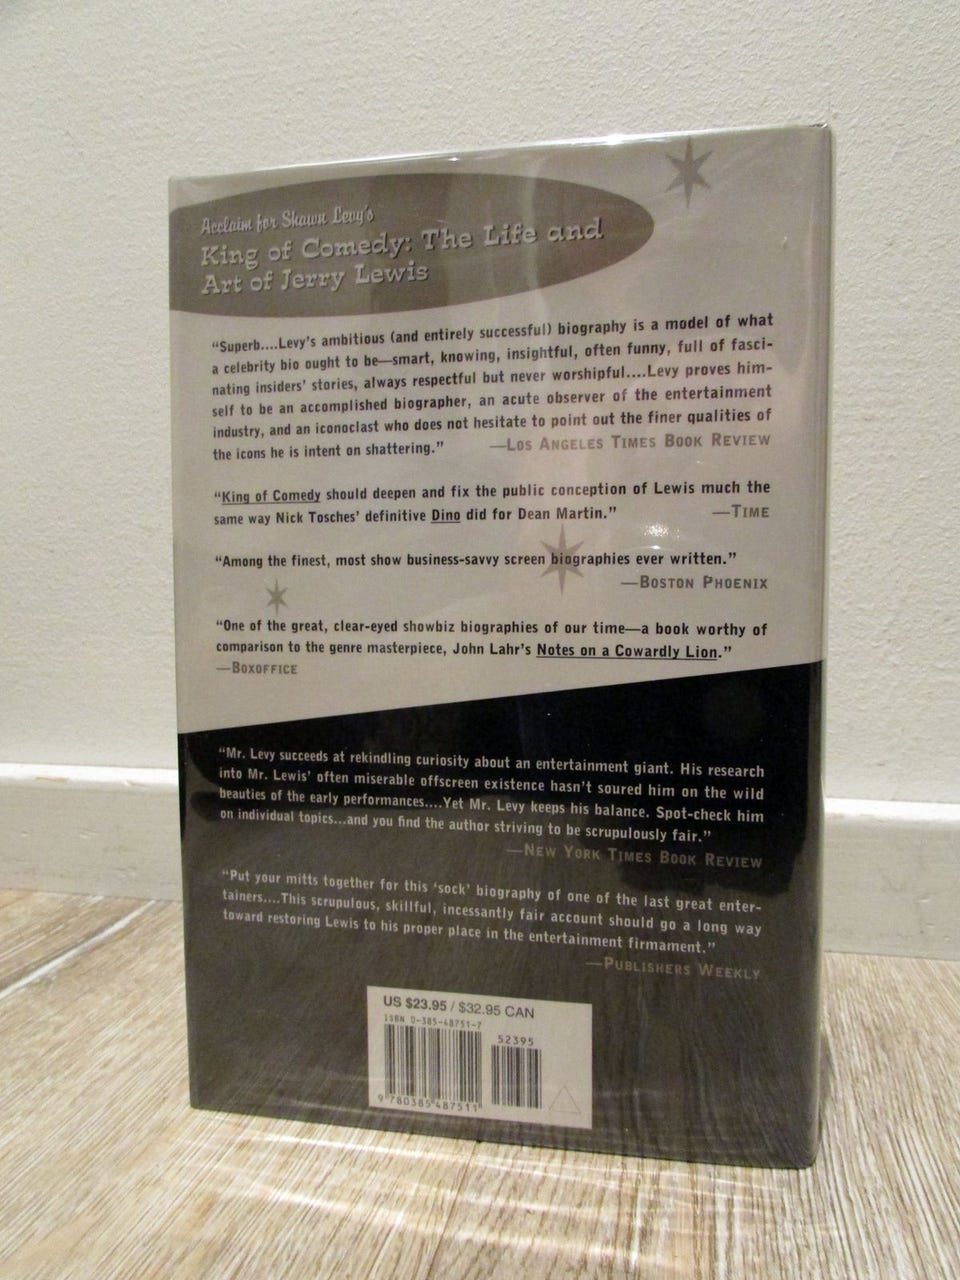 Acclaim for Shawn Levy's
King of Comedy: The Life and
Art of Jerry Lewis
“Superb....Levy's ambitious (and entirely successful) biography is a model of what
a celebrity bio ought to be—smart, knowing, insightful, often funny, full of fasci-
nating insiders' stories, always respectful but never worshipful....Levy proves him-
self to be an accomplished biographer, an acute observer of the entertainment
industry, and an iconoclast who does not hesitate to point out the finer qualities of
the icons he is intent on shattering.” —Los Angeles Times Book Review
“King of Comedy should deepen and fix the public conception of Lewis much the
same way Nick Tosches' definitive Dino did for Dean Martin.” —Time
“Among the finest, most show business-savvy screen biographies ever written.”
—Boston Phoenix
“One of the great, clear-eyed showbiz biographies of our time—a book worthy of
comparison to the genre masterpiece, John Lahr's Notes on a Cowardly Lion.”
—Boxoffice
“Mr. Levy succeeds at rekindling curiosity about an entertainment giant. His research
into Mr. Lewis' often miserable offscreen existence hasn't soured him on the wild
beauties of the early performances....Yet Mr. Levy keeps his balance. Spot-check him
on individual topics...and you find the author striving to be scrupulously fair.”
—New York Times Book Review
“Put your mitts together for this 'sock' biography of one of the last great enter-
tainers....This scrupulous, skillful, incessantly fair account should go a long way
toward restoring Lewis to his proper place in the entertainment firmament.”
—Publishers Weekly
US $23.95 / $32.95 CAN
ISBN 0-385-48751-7
52395
9 780385 487511